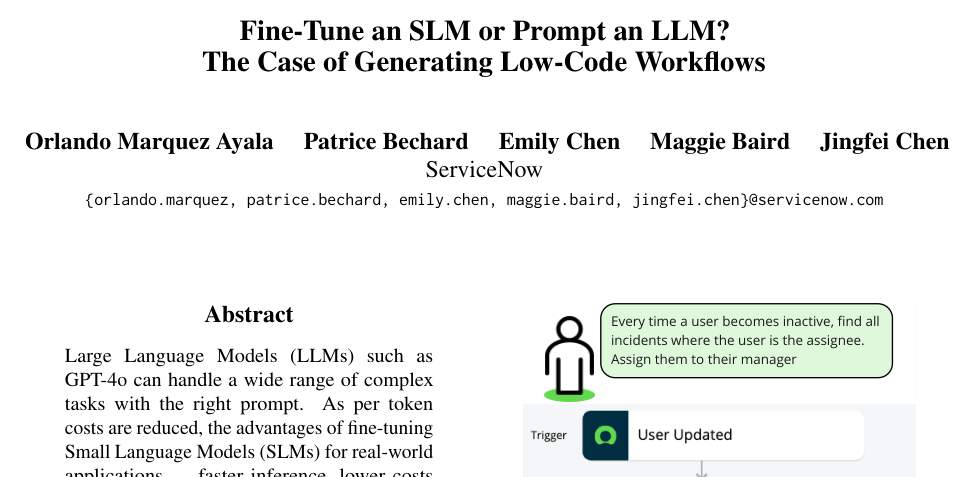 Fine-Tune an SLM or Prompt an LLM?
The Case of Generating Low-Code Workflows
Orlando Marquez Ayala Patrice Bechard Emily Chen Maggie Baird Jingfei Chen
ServiceNow
{orlando.marquez, patrice.bechard, emily.chen, maggie.baird, jingfei.chen}@servicenow.com
Abstract
Large Language Models (LLMs) such as
GPT-4o can handle a wide range of complex
tasks with the right prompt. As per token
costs are reduced, the advantages of fine-tuning
Small Language Models (SLMs) for real-world
applications — faster inference, lower costs
Every time a user becomes inactive, find all
incidents where the user is the assignee.
Assign them to their manager
Trigger
User Updated